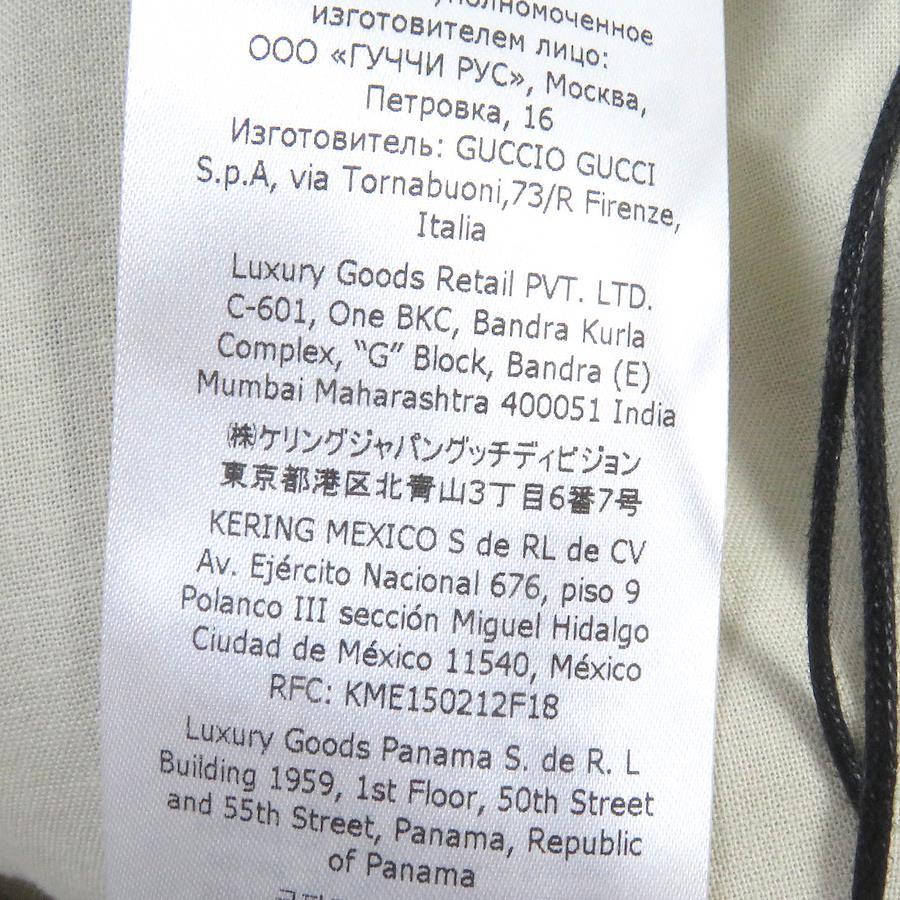 изготовителем лицо:
ООО «ГУЧЧИ РУС», Москва,
Петровка, 16
Изготовитель: GUCCIO GUCCI
S.p.A, via Tornabuoni,73/R Firenze,
Italia
Luxury Goods Retail PVT. LTD.
C-601, One BKC, Bandra Kurla
Complex, “G” Block, Bandra (E)
Mumbai Maharashtra 400051 India
㈱ケリングジャパングッチディビジョン
東京都港区北青山3丁目6番7号
KERING MEXICO S de RL de CV
Av. Ejército Nacional 676, piso 9
Polanco III sección Miguel Hidalgo
Ciudad de México 11540, México
RFC: KME150212F18
Luxury Goods Panama S. de R. L
Building 1959, 1st Floor, 50th Street
and 55th Street, Panama, Republic
of Panama